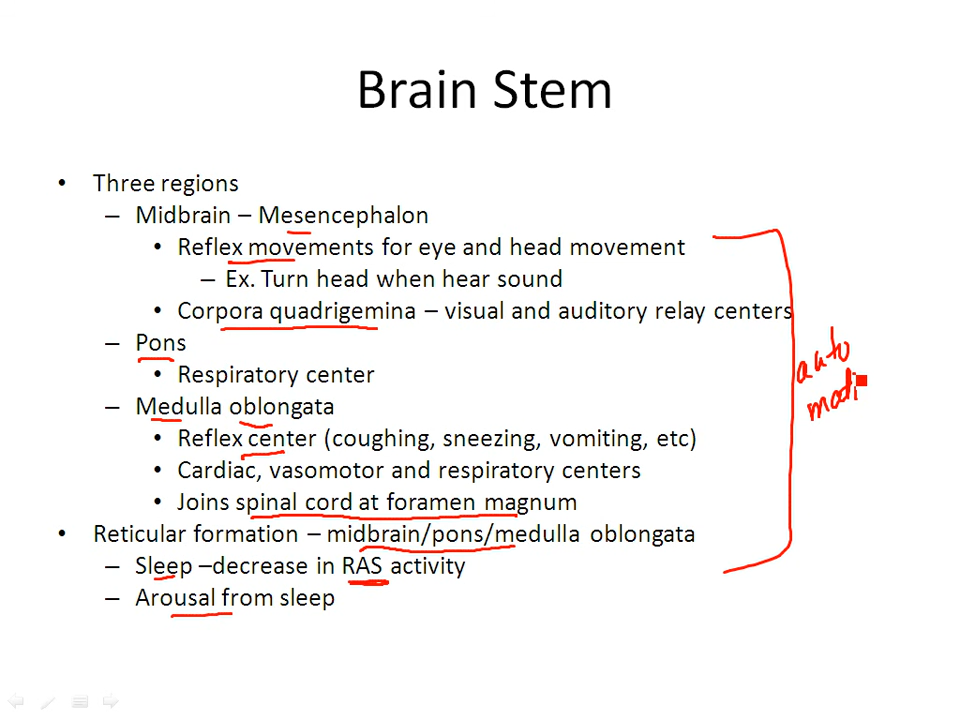 Brain Stem
• Three regions
– Midbrain – Mesencephalon
• Reflex movements for eye and head movement
– Ex. Turn head when hear sound
• Corpora quadrigemina – visual and auditory relay centers
– Pons
• Respiratory center
– Medulla oblongata
• Reflex center (coughing, sneezing, vomiting, etc)
• Cardiac, vasomotor and respiratory centers
• Joins spinal cord at foramen magnum
• Reticular formation – midbrain/pons/medulla oblongata
– Sleep –decrease in RAS activity
– Arousal from sleep
auto